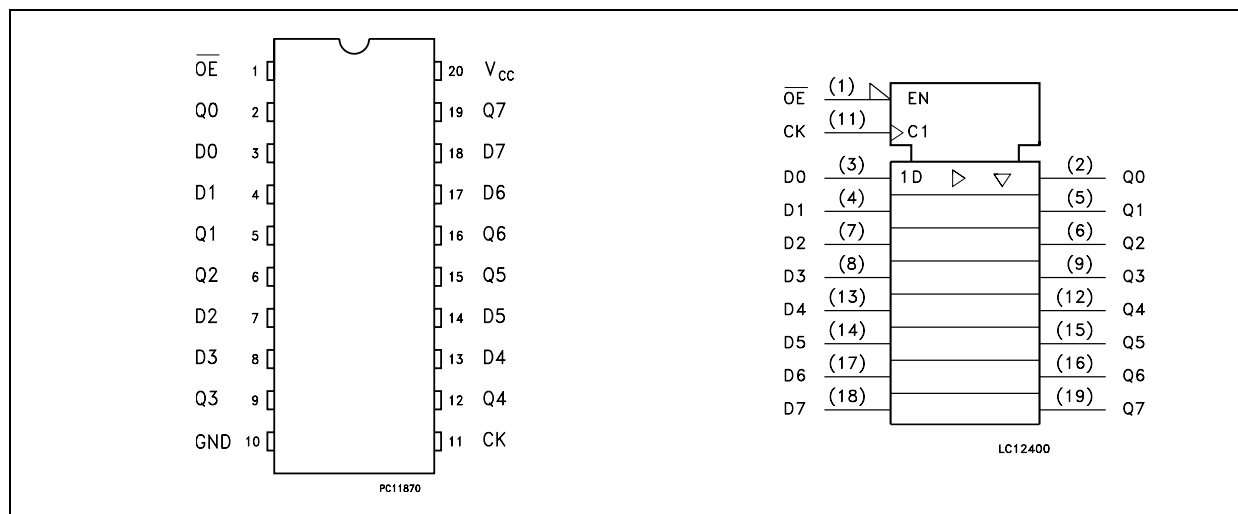 OE 1 20 VCC
Q0 2 19 Q7
D0 3 18 D7
D1 4 17 D6
Q1 5 16 Q6
Q2 6 15 Q5
D2 7 14 D5
D3 8 13 D4
Q3 9 12 Q4
GND 10 11 CK
PC11870
OE (1) EN
CK (11) C1
D0 (3) 1D (2) Q0
D1 (4) (5) Q1
D2 (7) (6) Q2
D3 (8) (9) Q3
D4 (13) (12) Q4
D5 (14) (15) Q5
D6 (17) (16) Q6
D7 (18) (19) Q7
LC12400